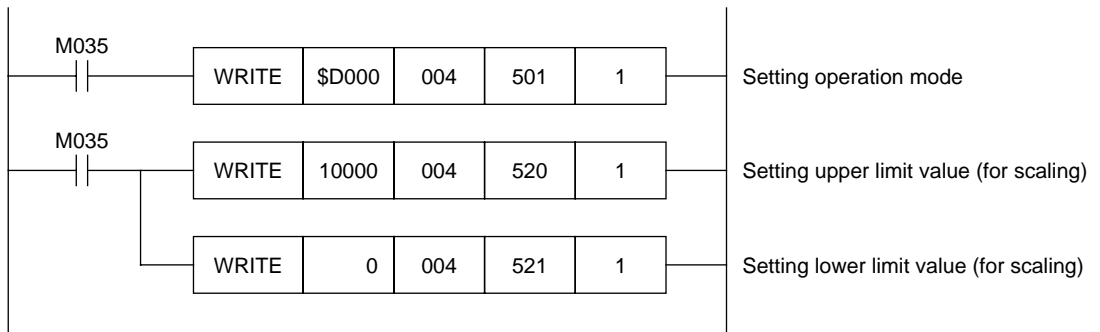 M035
WRITE $D000 004 501 1 Setting operation mode
M035
WRITE 10000 004 520 1 Setting upper limit value (for scaling)
WRITE 0 004 521 1 Setting lower limit value (for scaling)